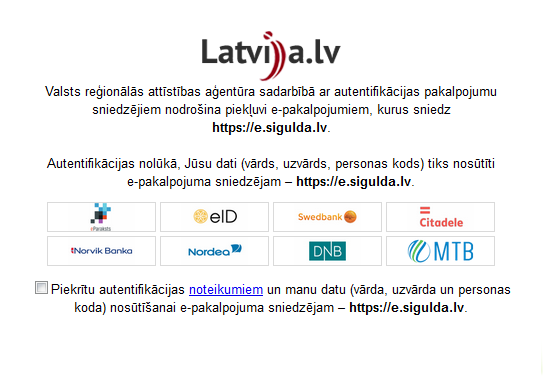 Latvija.lv
Valsts reģionālās attīstības aģentūra sadarbībā ar autentifikācijas pakalpojumu
sniedzējiem nodrošina piekļuvi e-pakalpojumiem, kurus sniedz
https://e.sigulda.lv.
Autentifikācijas nolūkā, Jūsu dati (vārds, uzvārds, personas kods) tiks nosūtīti
e-pakalpojuma sniedzējam – https://e.sigulda.lv.
eParaksts eID Swedbank Citadele
Norvik Banka Nordea DNB MTB
Piekrītu autentifikācijas noteikumiem un manu datu (vārda, uzvārda un personas
koda) nosūtīšanai e-pakalpojuma sniedzējam – https://e.sigulda.lv.